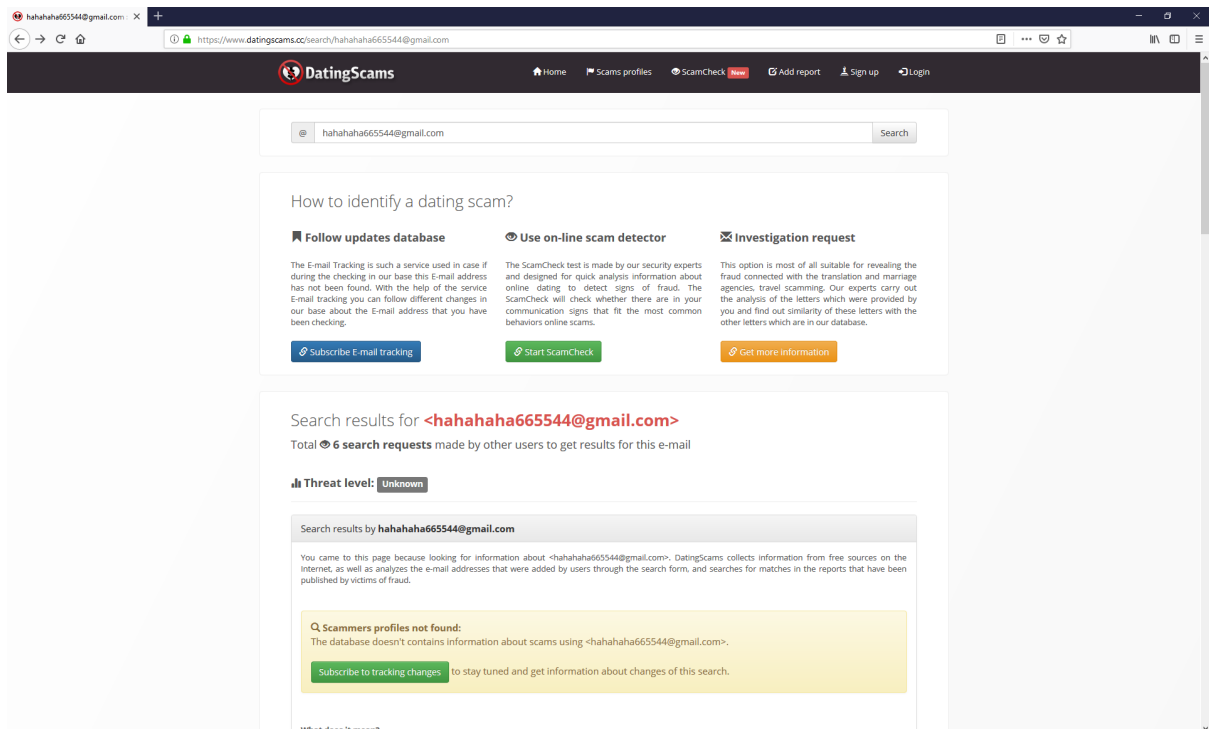 hahahaha665544@gmail.com
https://www.datingscams.cc/search/hahahaha665544@gmail.com
DatingScams
Home Scams profiles ScamCheck New Add report Sign up Login
@ hahahaha665544@gmail.com Search
How to identify a dating scam?
Follow updates database
The E-mail Tracking is such a service used in case if
during the checking in our base this E-mail address
has not been found. With the help of the service
E-mail tracking you can follow different changes in
our base about the E-mail address that you have
been checking.
Subscribe E-mail tracking
Use on-line scam detector
The ScamCheck test is made by our security experts
and designed for quick analysis information about
online dating to detect signs of fraud. The
ScamCheck will check whether there are in your
communication signs that fit the most common
behaviors online scams.
Start ScamCheck
Investigation request
This option is most of all suitable for revealing the
fraud connected with the translation and marriage
agencies, travel scamming. Our experts carry out
the analysis of the letters which were provided by
you and find out similarity of these letters with the
other letters which are in our database.
Get more information
Search results for <hahahaha665544@gmail.com>
Total 6 search requests made by other users to get results for this e-mail
Threat level: Unknown
Search results by hahahaha665544@gmail.com
You came to this page because looking for information about <hahahaha665544@gmail.com>. DatingScams collects information from free sources on the
Internet, as well as analyzes the e-mail addresses that were added by users through the search form, and searches for matches in the reports that have been
published by victims of fraud.
Scammers profiles not found:
The database doesn't contains information about scams using <hahahaha665544@gmail.com>.
Subscribe to tracking changes to stay tuned and get information about changes of this search.